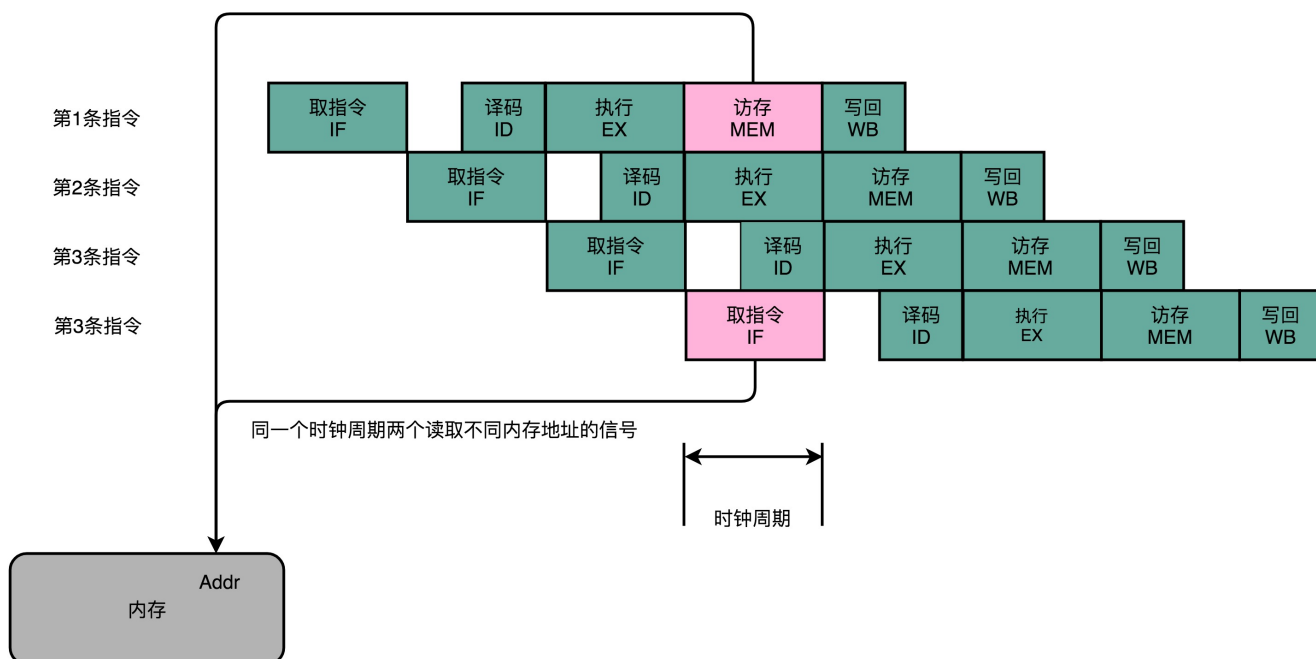 第1条指令
取指令
IF
译码
ID
执行
EX
访存
MEM
写回
WB
第2条指令
取指令
IF
译码
ID
执行
EX
访存
MEM
写回
WB
第3条指令
取指令
IF
译码
ID
执行
EX
访存
MEM
写回
WB
第3条指令
取指令
IF
译码
ID
执行
EX
访存
MEM
写回
WB
同一个时钟周期两个读取不同内存地址的信号
时钟周期
Addr
内存